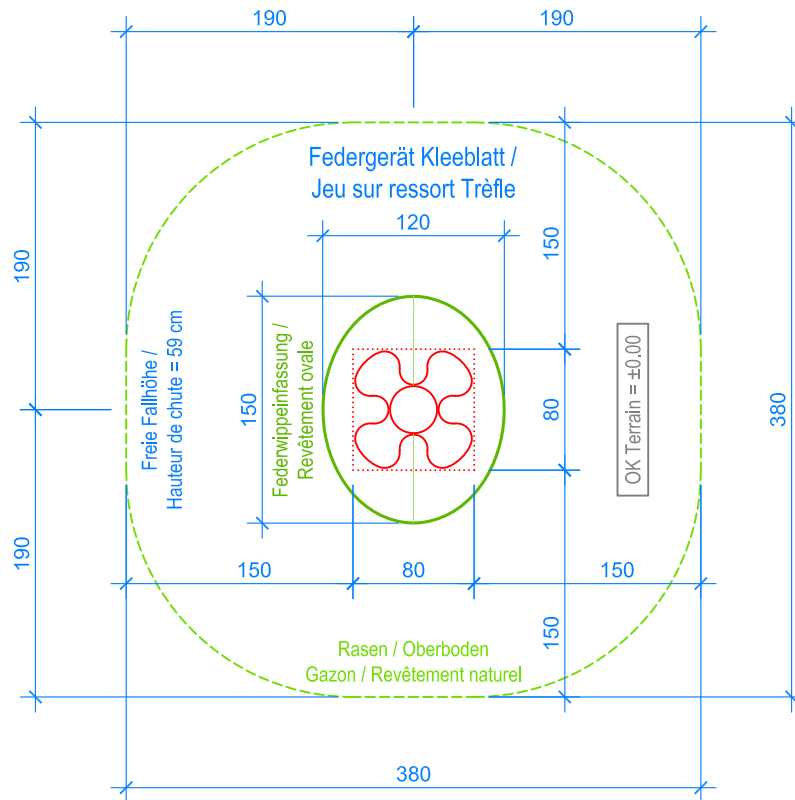 190
190
Federgerät Kleeblatt /
Jeu sur ressort Trèfle
120
150
190
Freie Fallhöhe /
Hauteur de chute = 59 cm
150
Federwippeinfassung /
Revêtement ovale
80
OK Terrain = ±0.00
380
190
150
80
150
150
Rasen / Oberboden
Gazon / Revêtement naturel
380